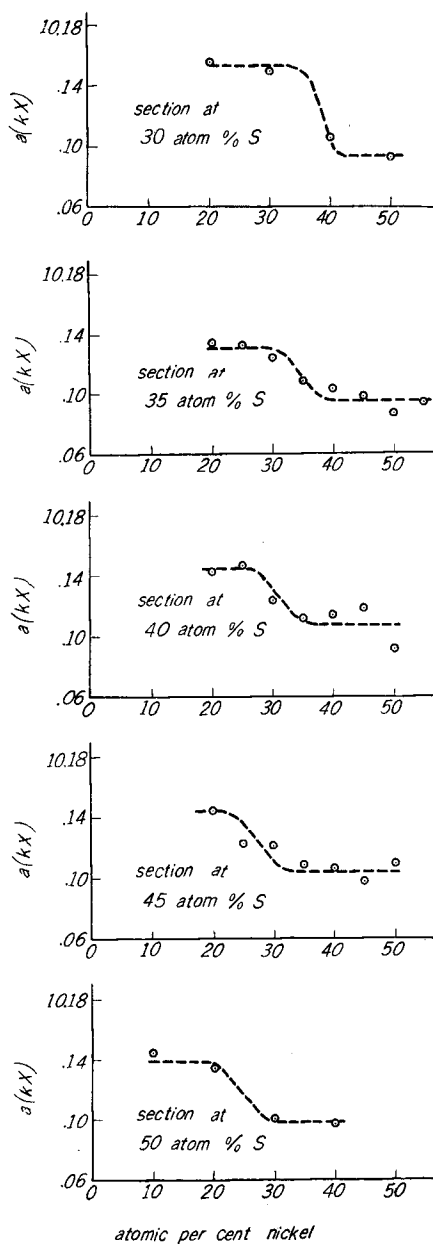 10.18
.14
.10
.06
a(kX)
section at
30 atom % S
0 10 20 30 40 50
10.18
.14
.10
.06
a(kX)
section at
35 atom % S
0 10 20 30 40 50
10.18
.14
.10
.06
a(kX)
section at
40 atom % S
0 10 20 30 40 50
10.18
.14
.10
.06
a(kX)
section at
45 atom % S
0 10 20 30 40 50
10.18
.14
.10
.06
a(kX)
section at
50 atom % S
0 10 20 30 40 50
atomic per cent nickel